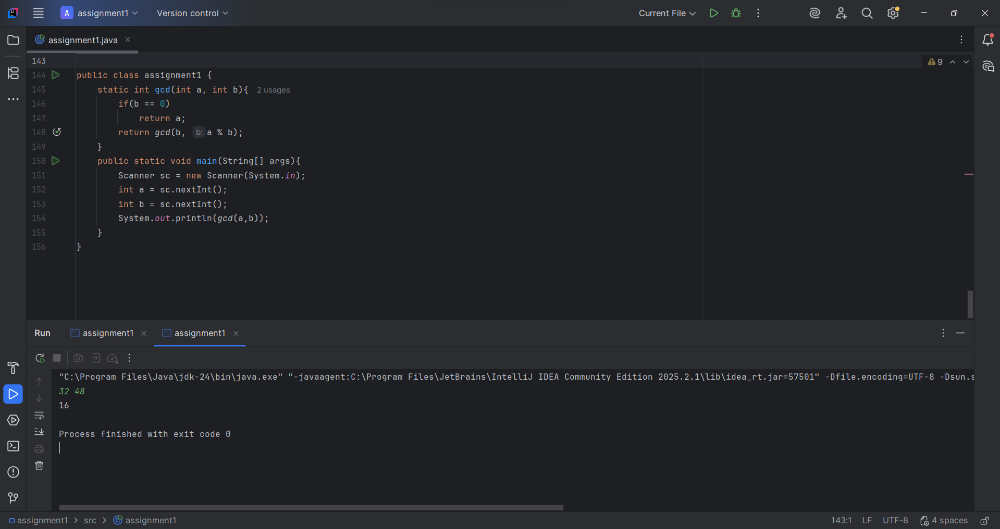 A assignment1 Version control Current File
assignment1.java
143
9
144 public class assignment1 {
145 static int gcd(int a, int b){ 2 usages
146 if(b == 0)
147 return a;
148 return gcd(b, b: a % b);
149 }
150 public static void main(String[] args){
151 Scanner sc = new Scanner(System.in);
152 int a = sc.nextInt();
153 int b = sc.nextInt();
154 System.out.println(gcd(a,b));
155 }
156 }
Run assignment1 assignment1
"C:\Program Files\Java\jdk-24\bin\java.exe" "-javaagent:C:\Program Files\JetBrains\IntelliJ IDEA Community Edition 2025.2.1\lib\idea_rt.jar=57501" -Dfile.encoding=UTF-8 -Dsun.s
32 48
16
Process finished with exit code 0
assignment1 > src > assignment1 143:1 LF UTF-8 4 spaces